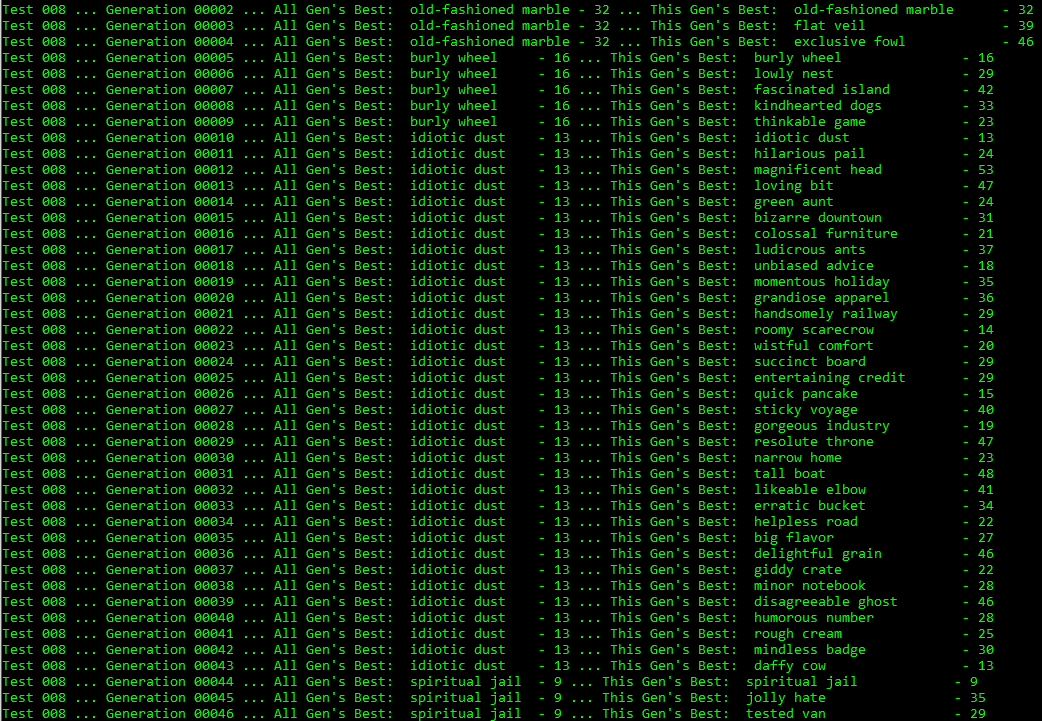 Test 008 ... Generation 00002 ... All Gen's Best:  old-fashioned marble - 32 ... This Gen's Best:  old-fashioned marble      - 32
Test 008 ... Generation 00003 ... All Gen's Best:  old-fashioned marble - 32 ... This Gen's Best:  flat veil                 - 39
Test 008 ... Generation 00004 ... All Gen's Best:  old-fashioned marble - 32 ... This Gen's Best:  exclusive fowl            - 46
Test 008 ... Generation 00005 ... All Gen's Best:  burly wheel     - 16 ... This Gen's Best:  burly wheel               - 16
Test 008 ... Generation 00006 ... All Gen's Best:  burly wheel     - 16 ... This Gen's Best:  lowly nest                - 29
Test 008 ... Generation 00007 ... All Gen's Best:  burly wheel     - 16 ... This Gen's Best:  fascinated island         - 42
Test 008 ... Generation 00008 ... All Gen's Best:  burly wheel     - 16 ... This Gen's Best:  kindhearted dogs          - 33
Test 008 ... Generation 00009 ... All Gen's Best:  burly wheel     - 16 ... This Gen's Best:  thinkable game            - 23
Test 008 ... Generation 00010 ... All Gen's Best:  idiotic dust    - 13 ... This Gen's Best:  idiotic dust              - 13
Test 008 ... Generation 00011 ... All Gen's Best:  idiotic dust    - 13 ... This Gen's Best:  hilarious pail            - 24
Test 008 ... Generation 00012 ... All Gen's Best:  idiotic dust    - 13 ... This Gen's Best:  magnificent head          - 53
Test 008 ... Generation 00013 ... All Gen's Best:  idiotic dust    - 13 ... This Gen's Best:  loving bit                - 47
Test 008 ... Generation 00014 ... All Gen's Best:  idiotic dust    - 13 ... This Gen's Best:  green aunt                - 24
Test 008 ... Generation 00015 ... All Gen's Best:  idiotic dust    - 13 ... This Gen's Best:  bizarre downtown          - 31
Test 008 ... Generation 00016 ... All Gen's Best:  idiotic dust    - 13 ... This Gen's Best:  colossal furniture        - 21
Test 008 ... Generation 00017 ... All Gen's Best:  idiotic dust    - 13 ... This Gen's Best:  ludicrous ants            - 37
Test 008 ... Generation 00018 ... All Gen's Best:  idiotic dust    - 13 ... This Gen's Best:  unbiased advice           - 18
Test 008 ... Generation 00019 ... All Gen's Best:  idiotic dust    - 13 ... This Gen's Best:  momentous holiday         - 35
Test 008 ... Generation 00020 ... All Gen's Best:  idiotic dust    - 13 ... This Gen's Best:  grandiose apparel         - 36
Test 008 ... Generation 00021 ... All Gen's Best:  idiotic dust    - 13 ... This Gen's Best:  handsomely railway        - 29
Test 008 ... Generation 00022 ... All Gen's Best:  idiotic dust    - 13 ... This Gen's Best:  roomy scarecrow           - 14
Test 008 ... Generation 00023 ... All Gen's Best:  idiotic dust    - 13 ... This Gen's Best:  wistful comfort           - 20
Test 008 ... Generation 00024 ... All Gen's Best:  idiotic dust    - 13 ... This Gen's Best:  succinct board            - 29
Test 008 ... Generation 00025 ... All Gen's Best:  idiotic dust    - 13 ... This Gen's Best:  entertaining credit       - 29
Test 008 ... Generation 00026 ... All Gen's Best:  idiotic dust    - 13 ... This Gen's Best:  quick pancake             - 15
Test 008 ... Generation 00027 ... All Gen's Best:  idiotic dust    - 13 ... This Gen's Best:  sticky voyage             - 40
Test 008 ... Generation 00028 ... All Gen's Best:  idiotic dust    - 13 ... This Gen's Best:  gorgeous industry         - 19
Test 008 ... Generation 00029 ... All Gen's Best:  idiotic dust    - 13 ... This Gen's Best:  resolute throne           - 47
Test 008 ... Generation 00030 ... All Gen's Best:  idiotic dust    - 13 ... This Gen's Best:  narrow home               - 23
Test 008 ... Generation 00031 ... All Gen's Best:  idiotic dust    - 13 ... This Gen's Best:  tall boat                 - 48
Test 008 ... Generation 00032 ... All Gen's Best:  idiotic dust    - 13 ... This Gen's Best:  likeable elbow            - 41
Test 008 ... Generation 00033 ... All Gen's Best:  idiotic dust    - 13 ... This Gen's Best:  erratic bucket            - 34
Test 008 ... Generation 00034 ... All Gen's Best:  idiotic dust    - 13 ... This Gen's Best:  helpless road             - 22
Test 008 ... Generation 00035 ... All Gen's Best:  idiotic dust    - 13 ... This Gen's Best:  big flavor                - 27
Test 008 ... Generation 00036 ... All Gen's Best:  idiotic dust    - 13 ... This Gen's Best:  delightful grain          - 46
Test 008 ... Generation 00037 ... All Gen's Best:  idiotic dust    - 13 ... This Gen's Best:  giddy crate               - 22
Test 008 ... Generation 00038 ... All Gen's Best:  idiotic dust    - 13 ... This Gen's Best:  minor notebook            - 28
Test 008 ... Generation 00039 ... All Gen's Best:  idiotic dust    - 13 ... This Gen's Best:  disagreeable ghost        - 46
Test 008 ... Generation 00040 ... All Gen's Best:  idiotic dust    - 13 ... This Gen's Best:  humorous number           - 28
Test 008 ... Generation 00041 ... All Gen's Best:  idiotic dust    - 13 ... This Gen's Best:  rough cream               - 25
Test 008 ... Generation 00042 ... All Gen's Best:  idiotic dust    - 13 ... This Gen's Best:  mindless badge            - 30
Test 008 ... Generation 00043 ... All Gen's Best:  idiotic dust    - 13 ... This Gen's Best:  daffy cow                 - 13
Test 008 ... Generation 00044 ... All Gen's Best:  spiritual jail  - 9 ... This Gen's Best:  spiritual jail            - 9
Test 008 ... Generation 00045 ... All Gen's Best:  spiritual jail  - 9 ... This Gen's Best:  jolly hate                - 35
Test 008 ... Generation 00046 ... All Gen's Best:  spiritual jail  - 9 ... This Gen's Best:  tested van                - 29